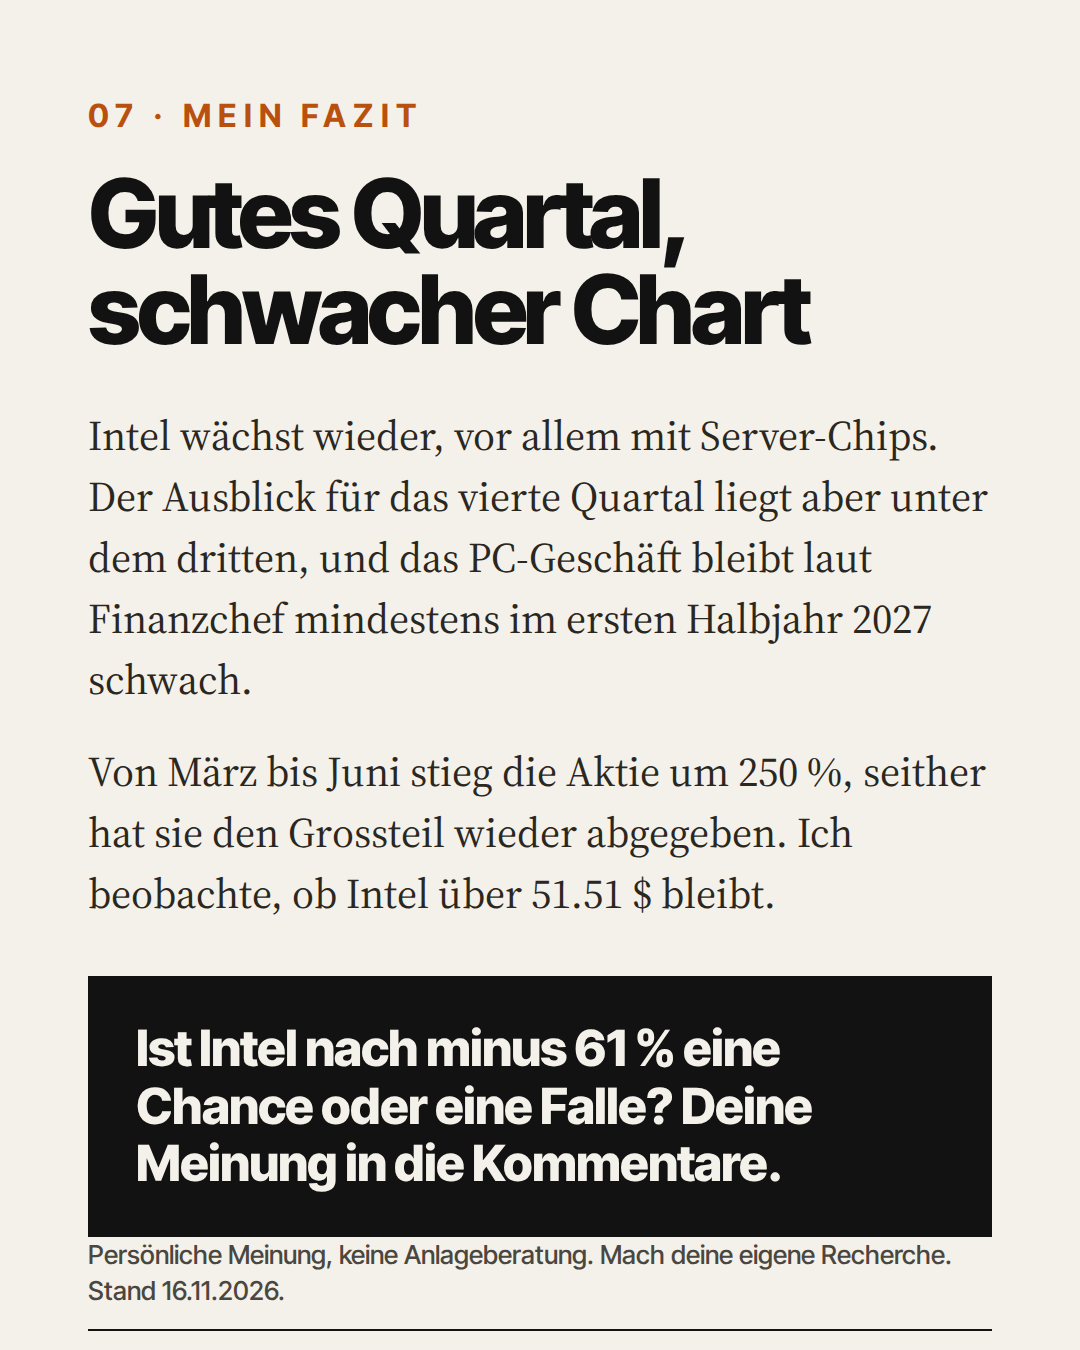 07 · MEIN FAZIT
Gutes Quartal,
schwacher Chart
Intel wächst wieder, vor allem mit Server-Chips.
Der Ausblick für das vierte Quartal liegt aber unter
dem dritten, und das PC-Geschäft bleibt laut
Finanzchef mindestens im ersten Halbjahr 2027
schwach.
Von März bis Juni stieg die Aktie um 250 %, seither
hat sie den Grossteil wieder abgegeben. Ich
beobachte, ob Intel über 51.51 $ bleibt.
Ist Intel nach minus 61 % eine
Chance oder eine Falle? Deine
Meinung in die Kommentare.
Persönliche Meinung, keine Anlageberatung. Mach deine eigene Recherche.
Stand 16.11.2026.